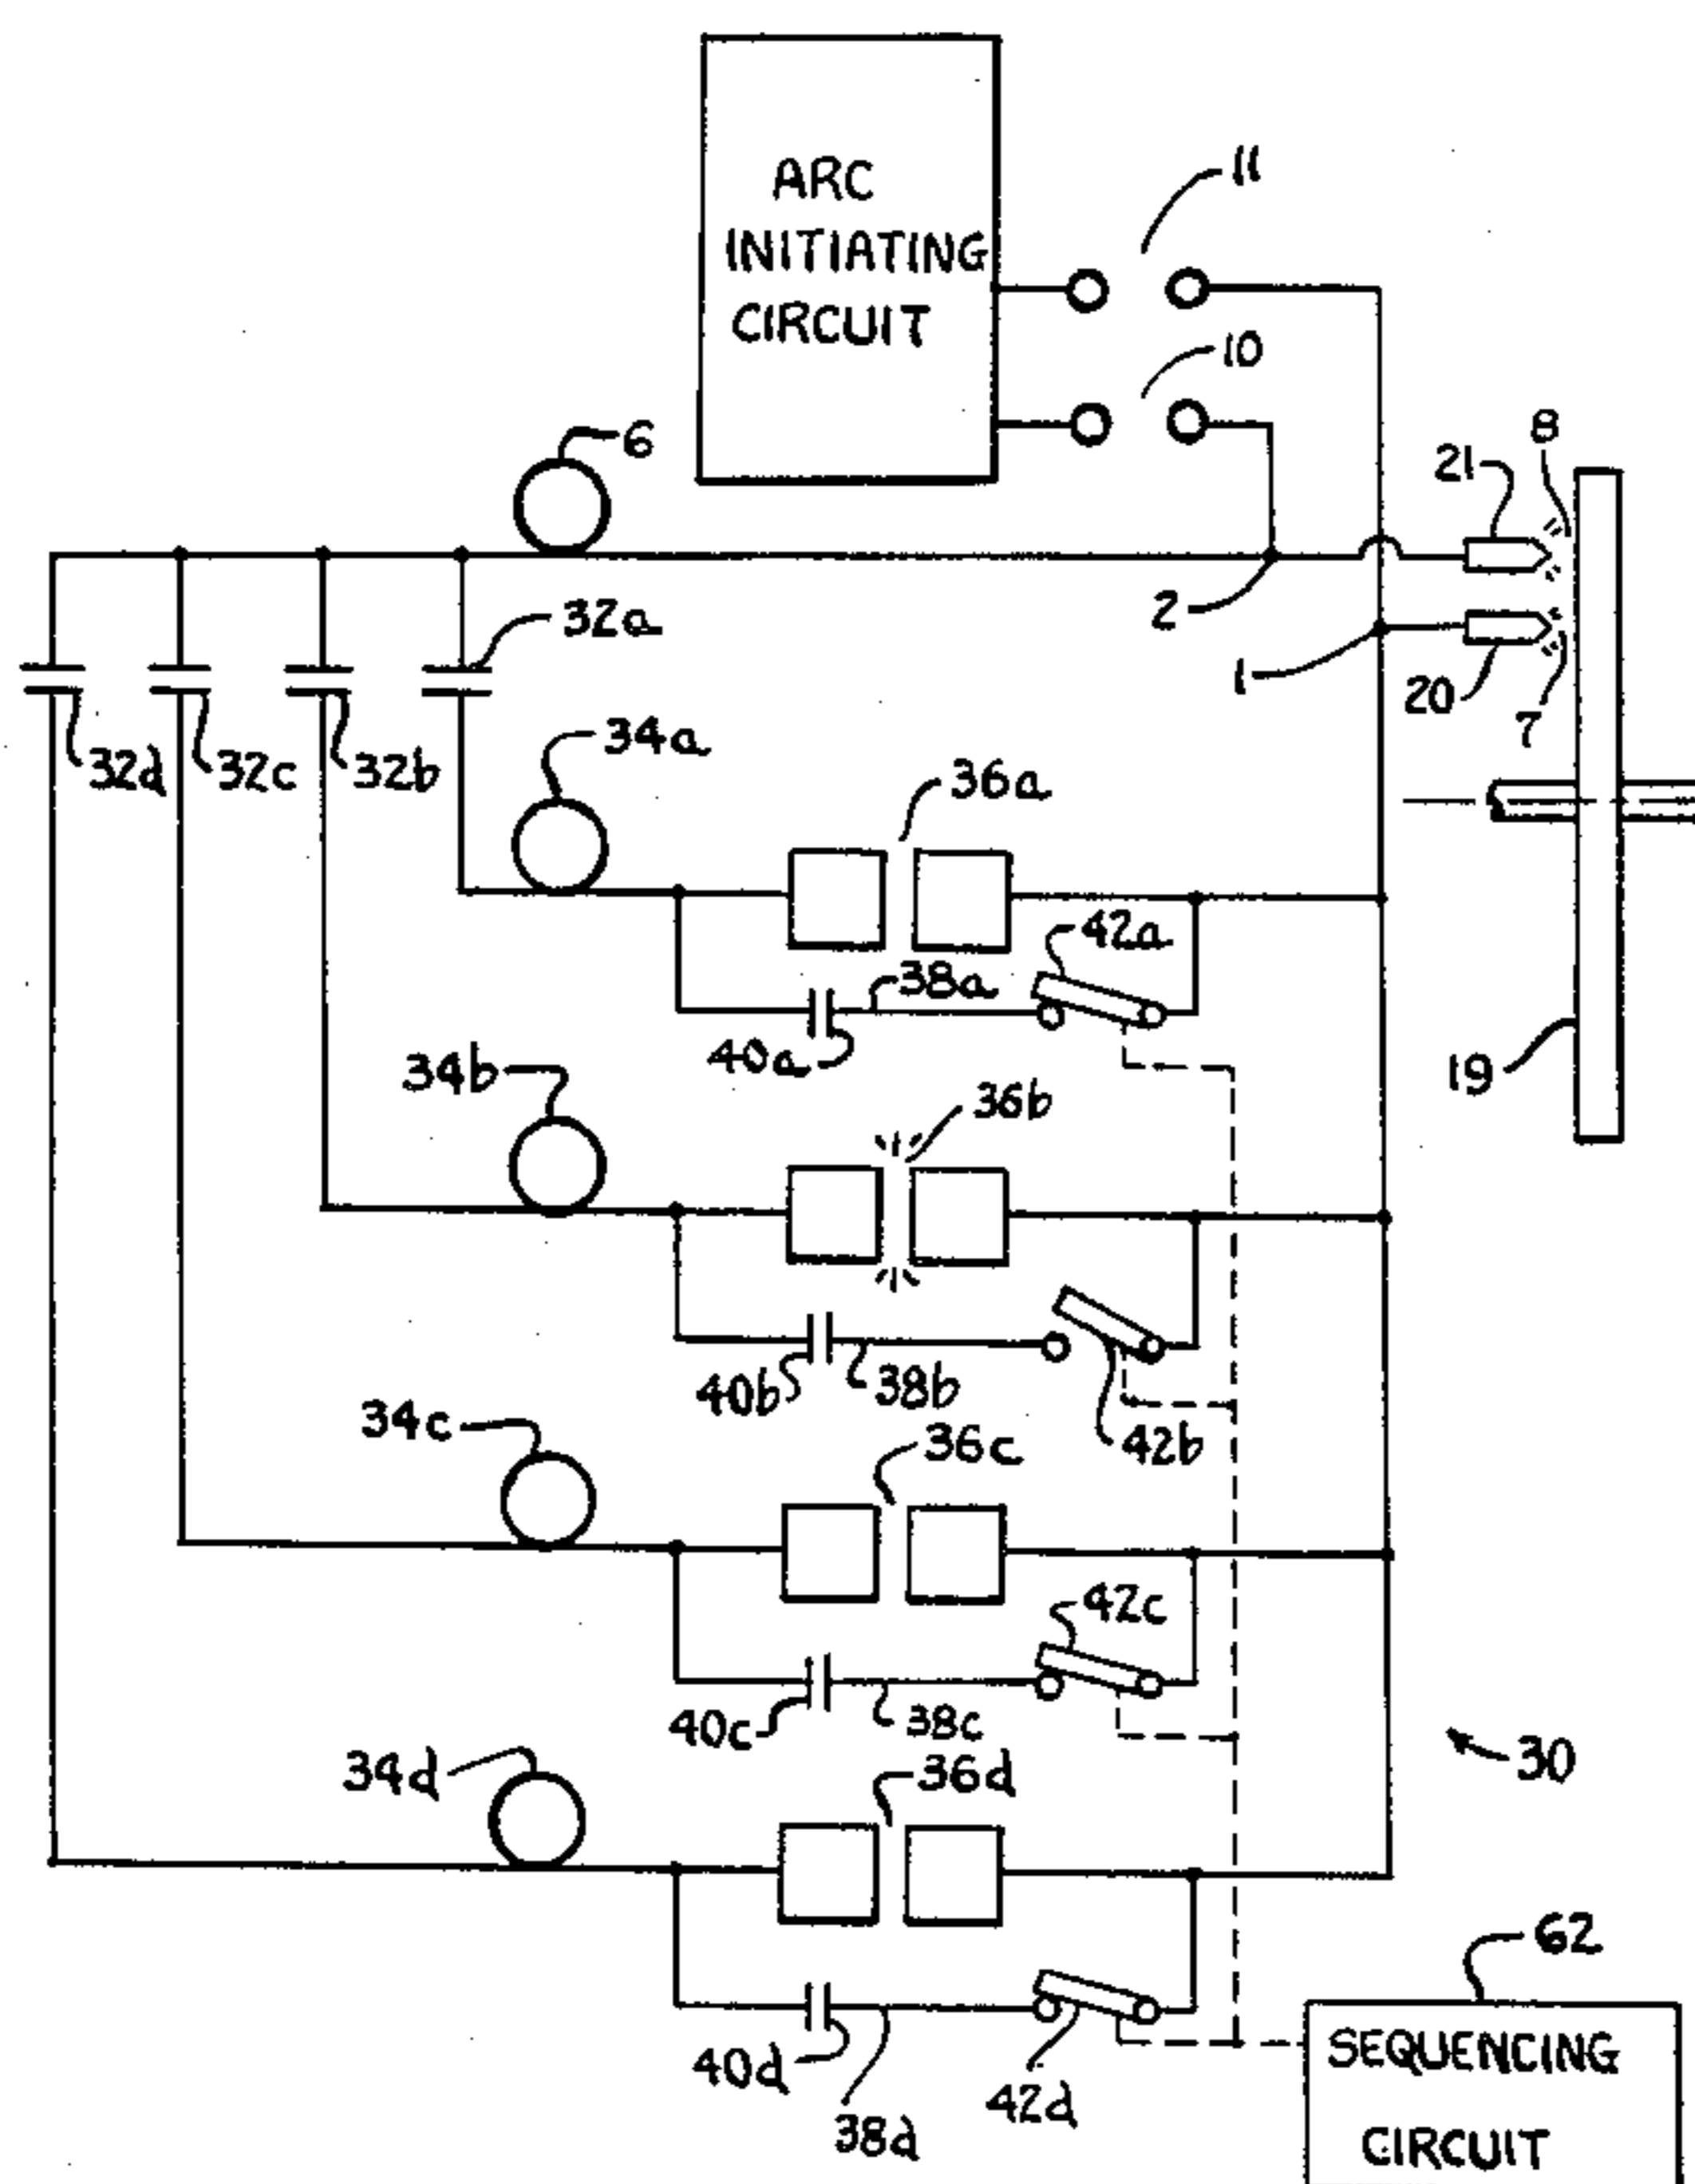 ARC
INITIATING
CIRCUIT
11
10
6
8
21
2
32a
1
20
7
32d
32c
32b
34a
36a
42a
38a
40a
19
34b
36b
40b
38b
42b
34c
36c
42c
40c
38c
30
34d
36d
62
40d
38d
42d
SEQUENCING
CIRCUIT